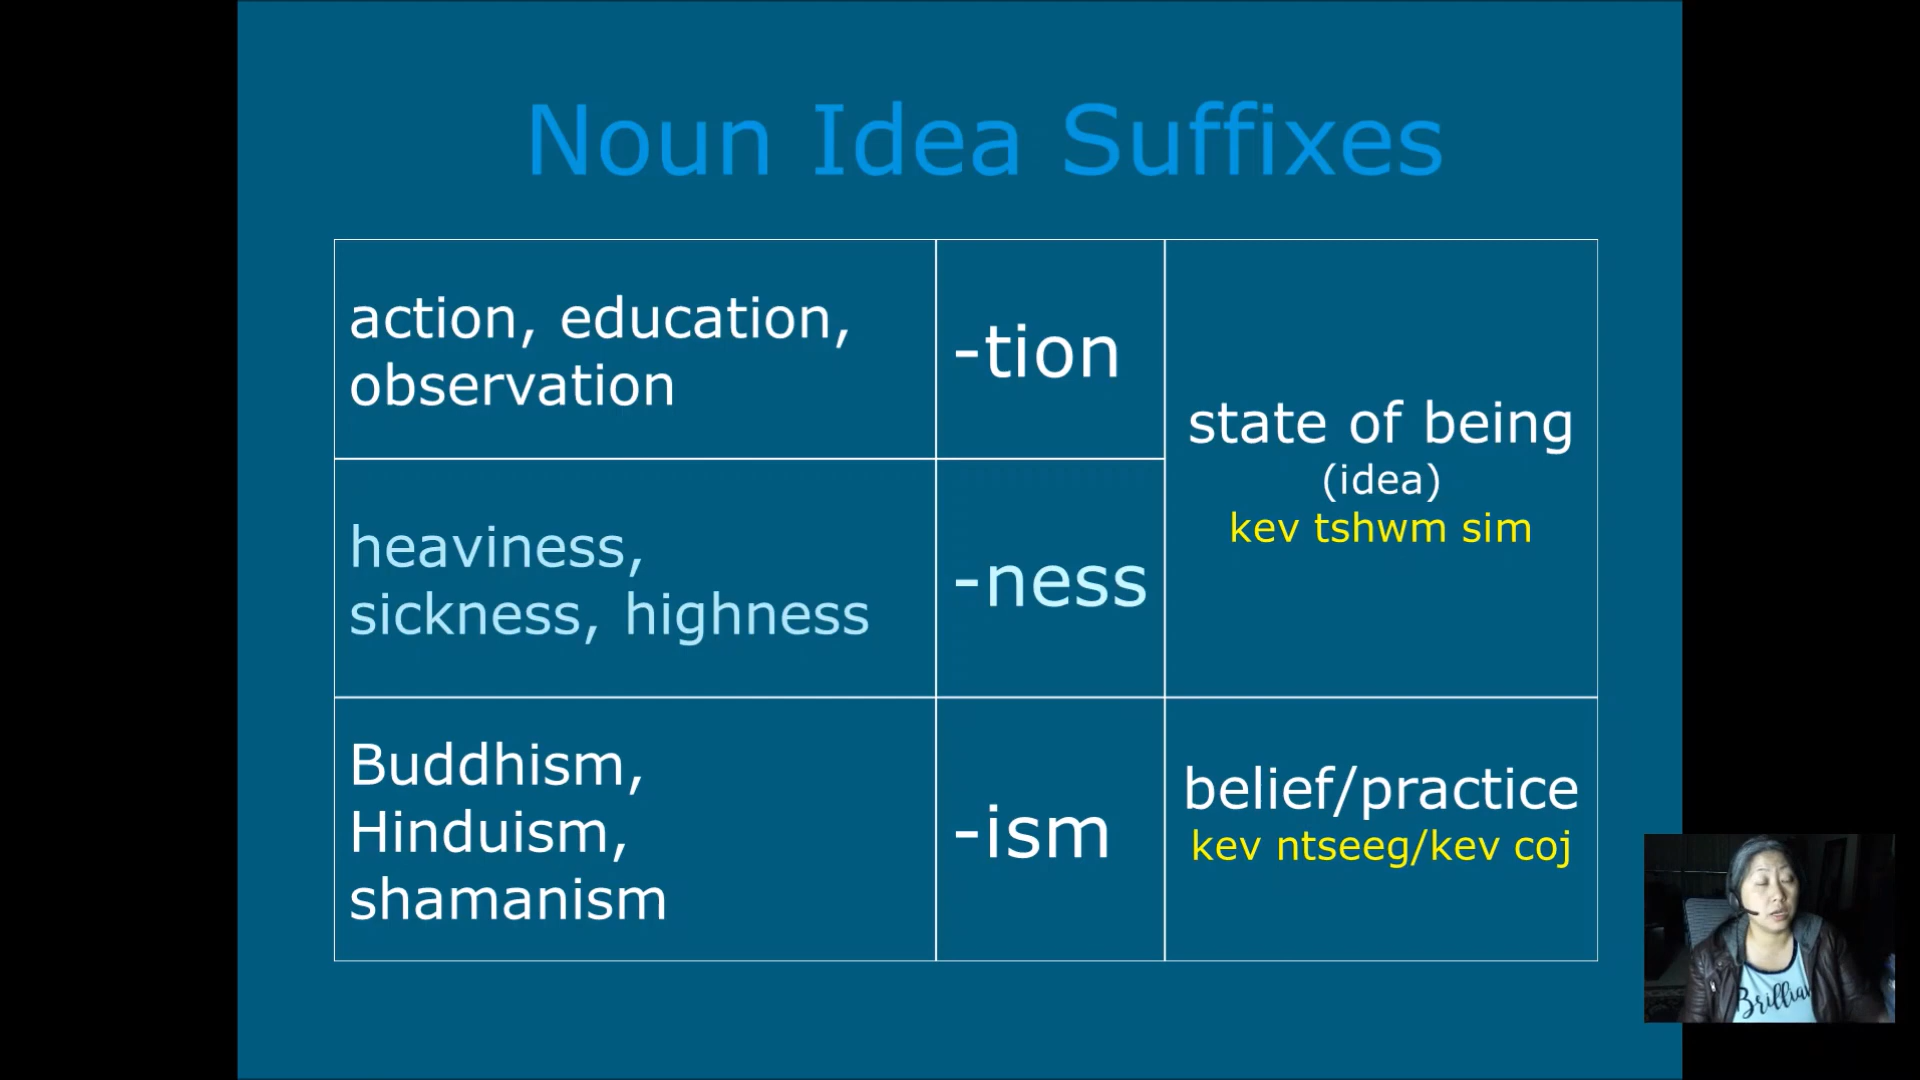 Noun Idea Suffixes
action, education,
observation
-tion
state of being
(idea)
kev tshwm sim
heaviness,
sickness, highness
-ness
Buddhism,
Hinduism,
shamanism
-ism
belief/practice
kev ntseeg/kev coj